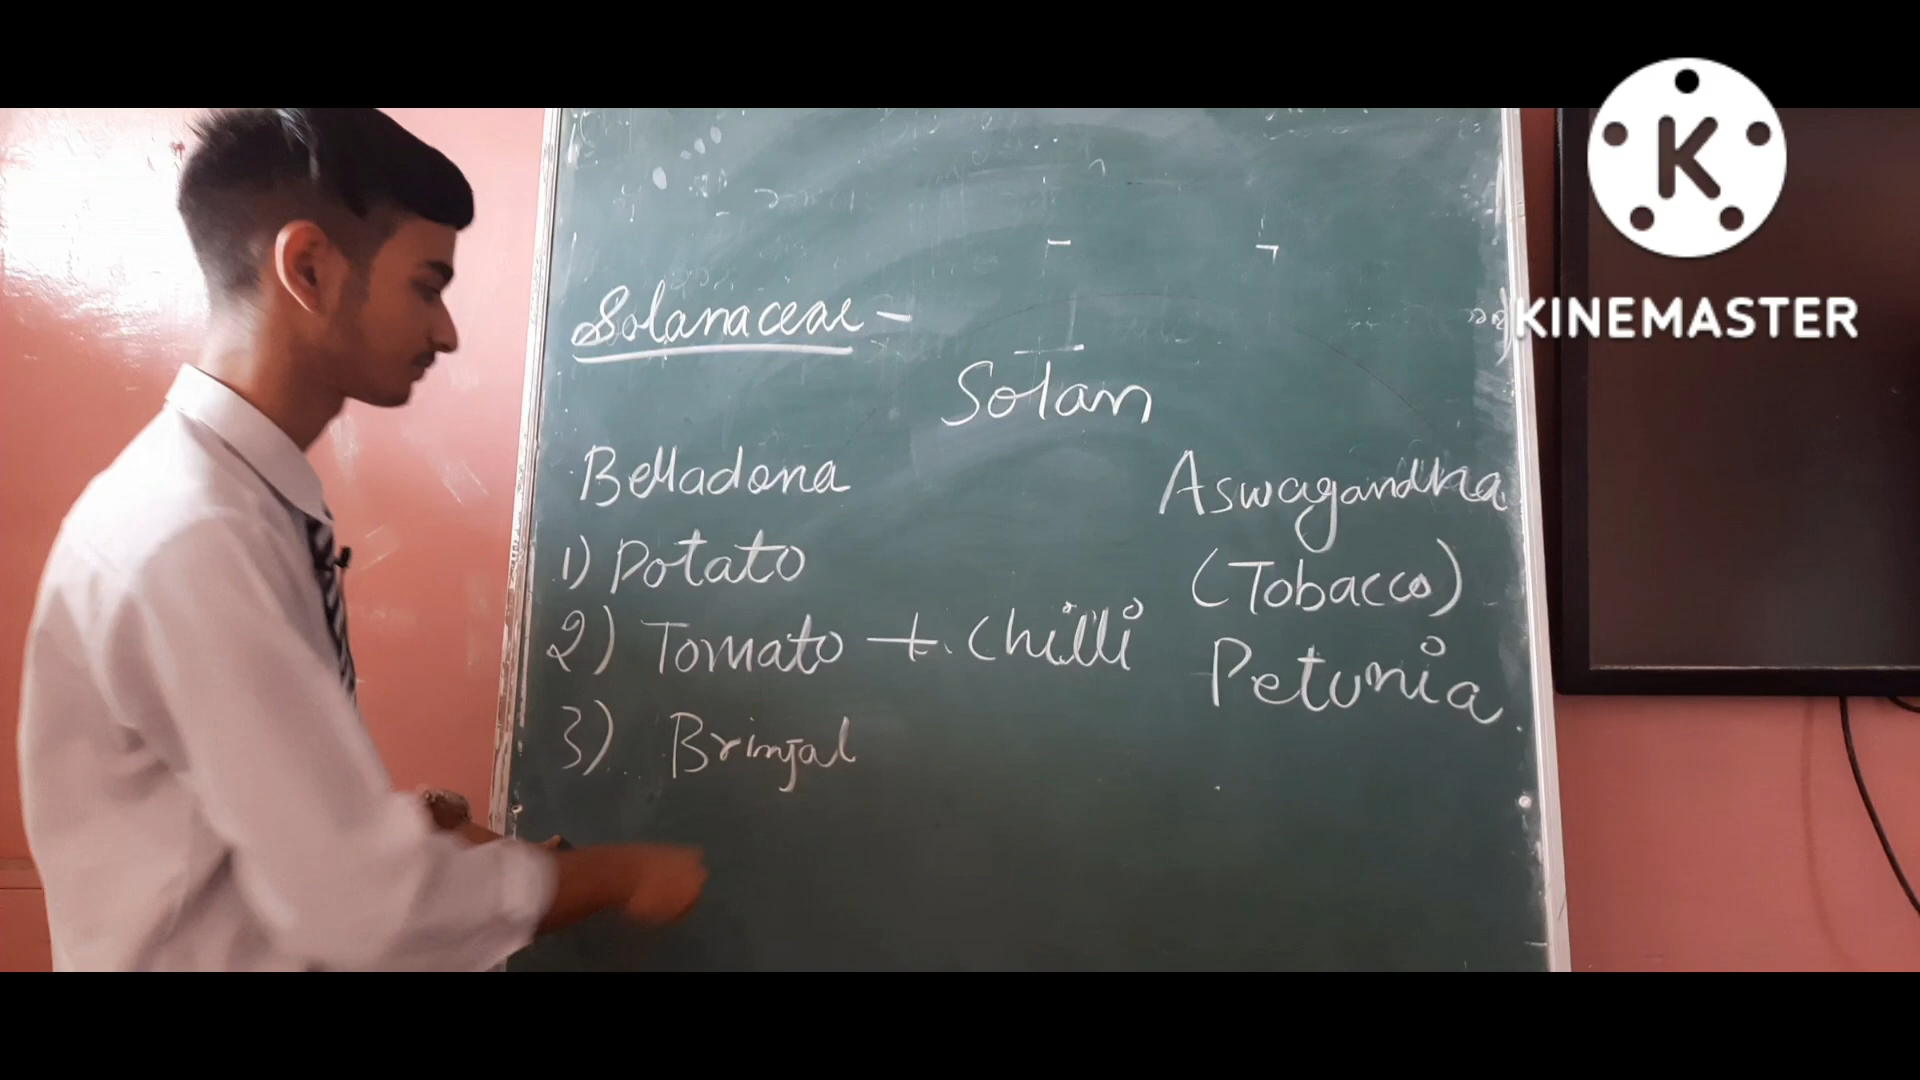 Solanaceae -
Solan
Belladona
Aswagandha
1) Potato
(Tobacco)
2) Tomato + Chilli
Petunia
3) Brinjal
K
KINEMASTER